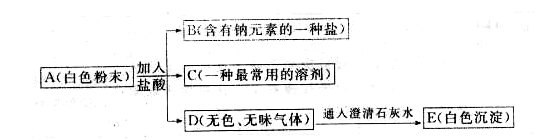 B(含有钠元素的一种盐)
A(白色粉末)
加入
盐酸
C(一种最常用的溶剂)
D(无色、无味气体)
通入澄清石灰水
E(白色沉淀)